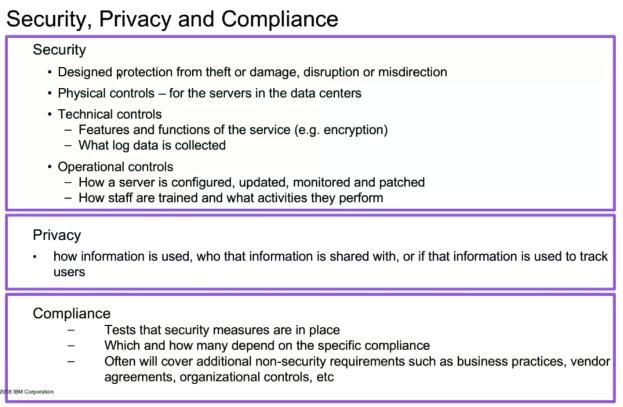 Security, Privacy and Compliance
Security
• Designed protection from theft or damage, disruption or misdirection
• Physical controls – for the servers in the data centers
• Technical controls
– Features and functions of the service (e.g. encryption)
– What log data is collected
• Operational controls
– How a server is configured, updated, monitored and patched
– How staff are trained and what activities they perform
Privacy
• how information is used, who that information is shared with, or if that information is used to track
users
Compliance
– Tests that security measures are in place
– Which and how many depend on the specific compliance
– Often will cover additional non-security requirements such as business practices, vendor
agreements, organizational controls, etc
IBM Corporation